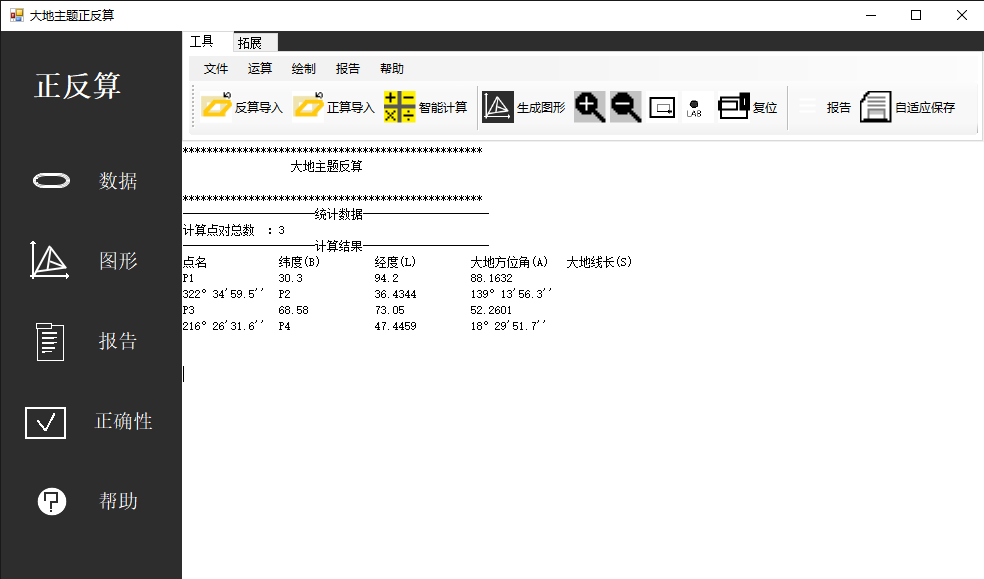 大地主题正反算
正反算
数据
图形
报告
正确性
帮助
工具 拓展
文件 运算 绘制 报告 帮助
反算导入 正算导入 智能计算 生成图形 LAB 复位 报告 自适应保存
**************************************************
大地主题反算
**************************************************
——————————统计数据——————————
计算点对总数 : 3
——————————计算结果——————————
点名 纬度(B) 经度(L) 大地方位角(A) 大地线长(S)
P1 30.3 94.2 88.1632
322° 34'59.5'' P2 36.4344 139° 13'56.3''
P3 68.58 73.05 52.2601
216° 26'31.6'' P4 47.4459 18° 29'51.7''